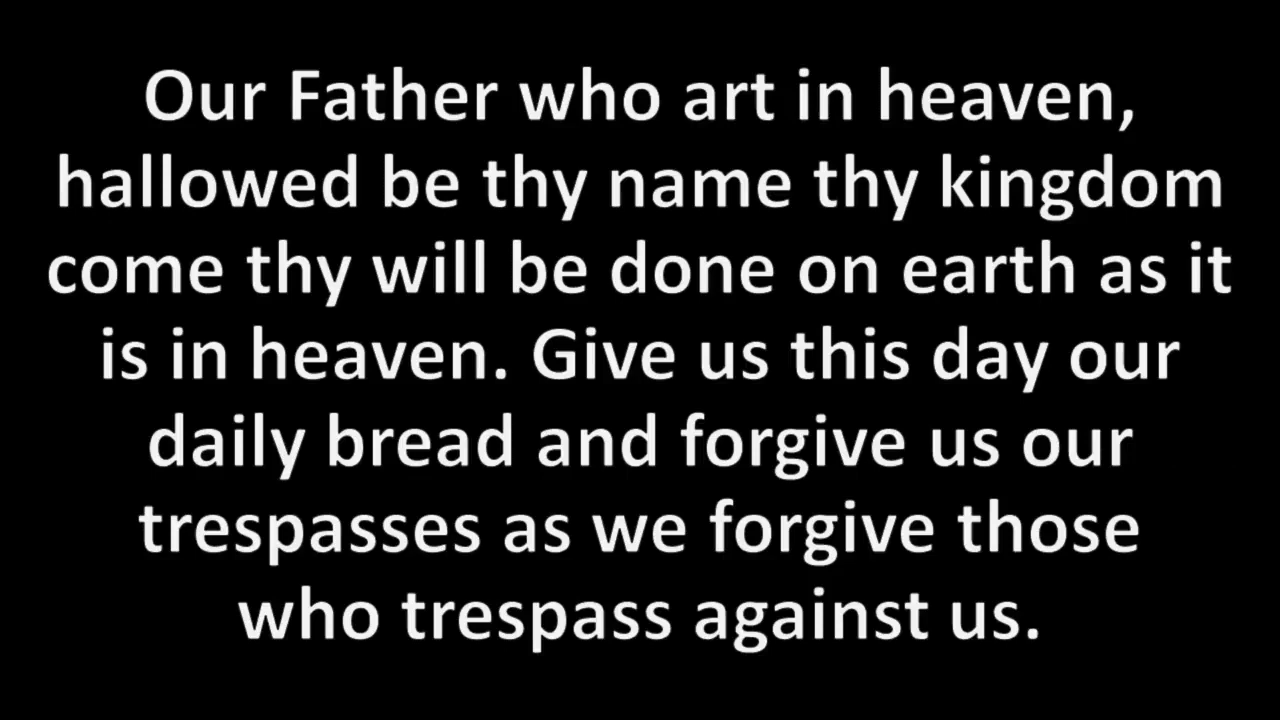 Our Father who art in heaven,
hallowed be thy name thy kingdom
come thy will be done on earth as it
is in heaven. Give us this day our
daily bread and forgive us our
trespasses as we forgive those
who trespass against us.